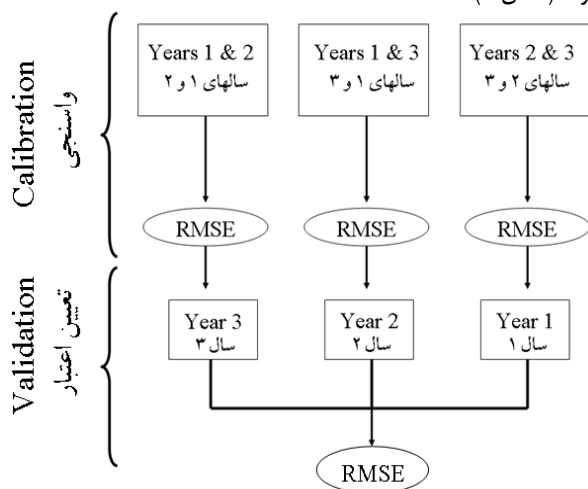 Years 1 & 2
سالهای ۱ و ۲
Years 1 & 3
سالهای ۱ و ۳
Years 2 & 3
سالهای ۲ و ۳
Calibration
واسنجی
RMSE
RMSE
RMSE
Validation
تعیین اعتبار
Year 3
سال ۳
Year 2
سال ۲
Year 1
سال ۱
RMSE